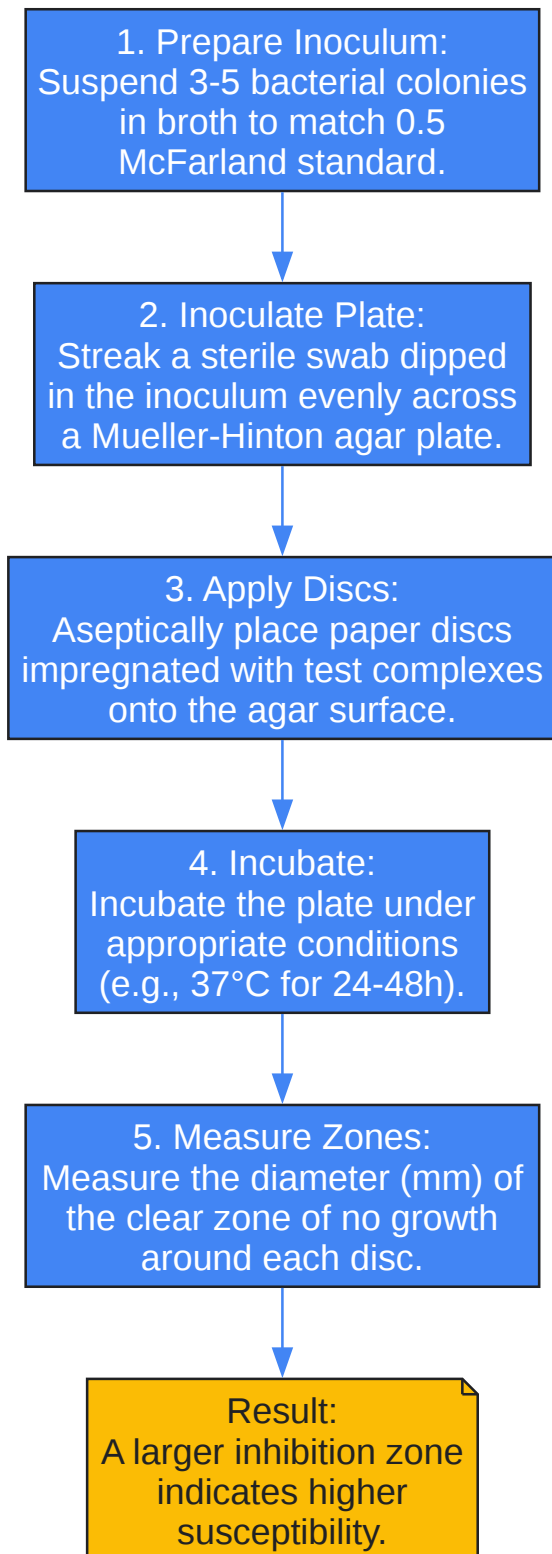 1. Prepare Inoculum:
Suspend 3-5 bacterial colonies
in broth to match 0.5
McFarland standard.
2. Inoculate Plate:
Streak a sterile swab dipped
in the inoculum evenly across
a Mueller-Hinton agar plate.
3. Apply Discs:
Aseptically place paper discs
impregnated with test complexes
onto the agar surface.
4. Incubate:
Incubate the plate under
appropriate conditions
(e.g., 37°C for 24-48h).
5. Measure Zones:
Measure the diameter (mm) of
the clear zone of no growth
around each disc.
Result:
A larger inhibition zone
indicates higher
susceptibility.